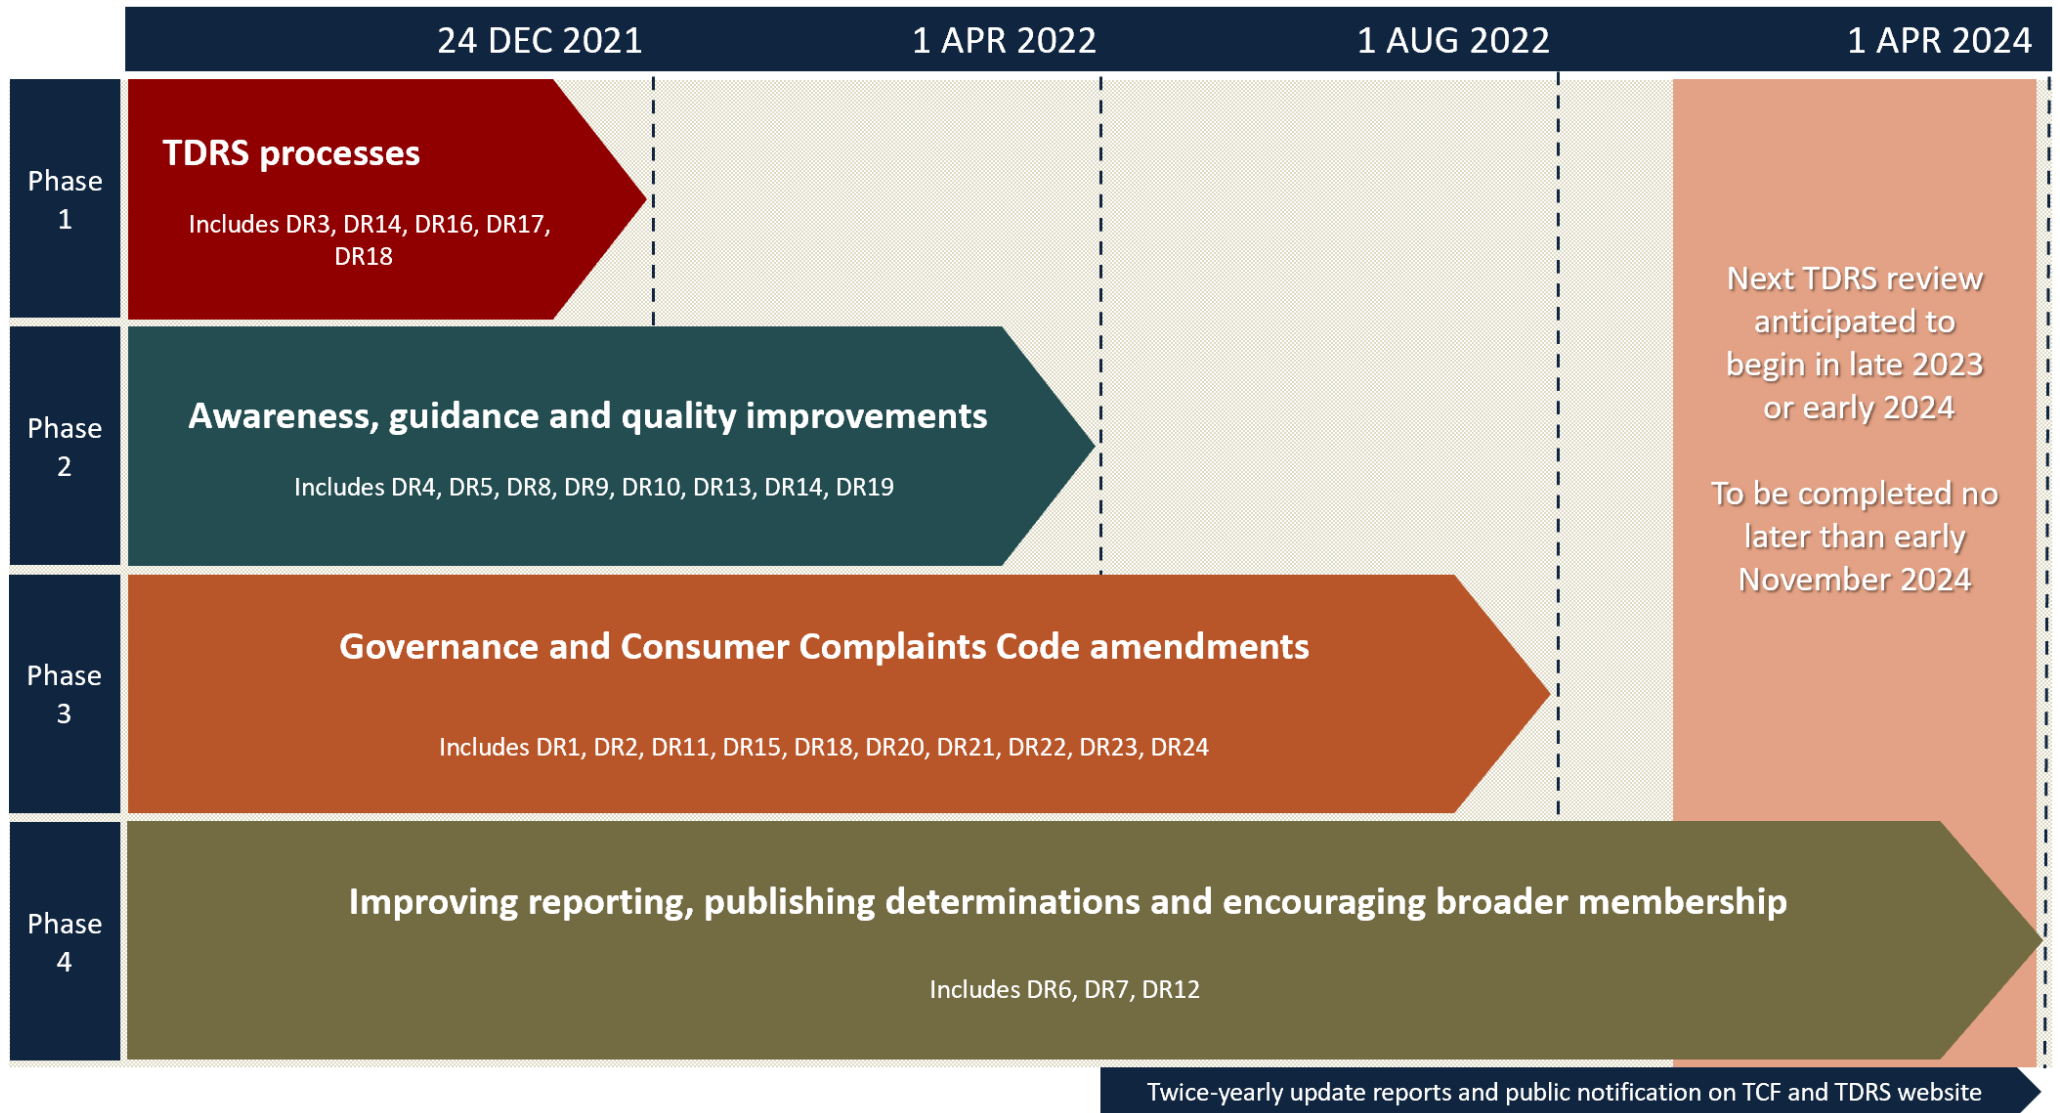 24 DEC 2021
1 APR 2022
1 AUG 2022
1 APR 2024
Phase
1
TDRS processes
Includes DR3, DR14, DR16, DR17,
DR18
Phase
2
Awareness, guidance and quality improvements
Includes DR4, DR5, DR8, DR9, DR10, DR13, DR14, DR19
Next TDRS review
anticipated to
begin in late 2023
or early 2024
To be completed no
later than early
November 2024
Phase
3
Governance and Consumer Complaints Code amendments
Includes DR1, DR2, DR11, DR15, DR18, DR20, DR21, DR22, DR23, DR24
Phase
4
Improving reporting, publishing determinations and encouraging broader membership
Includes DR6, DR7, DR12
Twice-yearly update reports and public notification on TCF and TDRS website